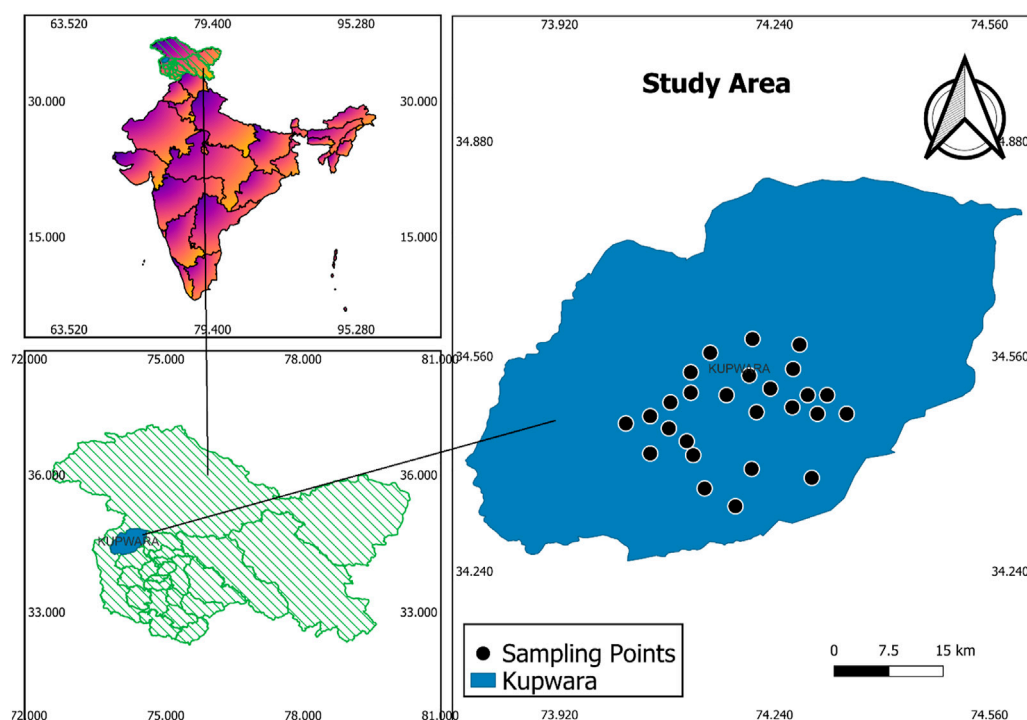 63.520 79.400 95.280
30.000 30.000
15.000 15.000
63.520 79.400 95.280
72.000 75.000 78.000 81.000
36.000 36.000
KUPWARA
33.000 33.000
72.000 75.000 78.000 81.000
73.920 74.240 74.560
Study Area
34.880 4.880
34.560 34.560
KUPWARA
34.240 34.240
Sampling Points
Kupwara
0 7.5 15 km
73.920 74.240 74.560